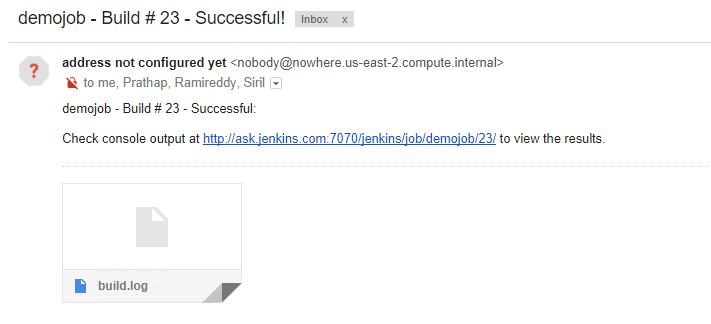 demojob - Build # 23 - Successful! Inbox x
?
address not configured yet <nobody@nowhere.us-east-2.compute.internal>
to me, Prathap, Ramireddy, Siril
demojob - Build # 23 - Successful:
Check console output at http://ask.jenkins.com:7070/jenkins/job/demojob/23/ to view the results.
build.log